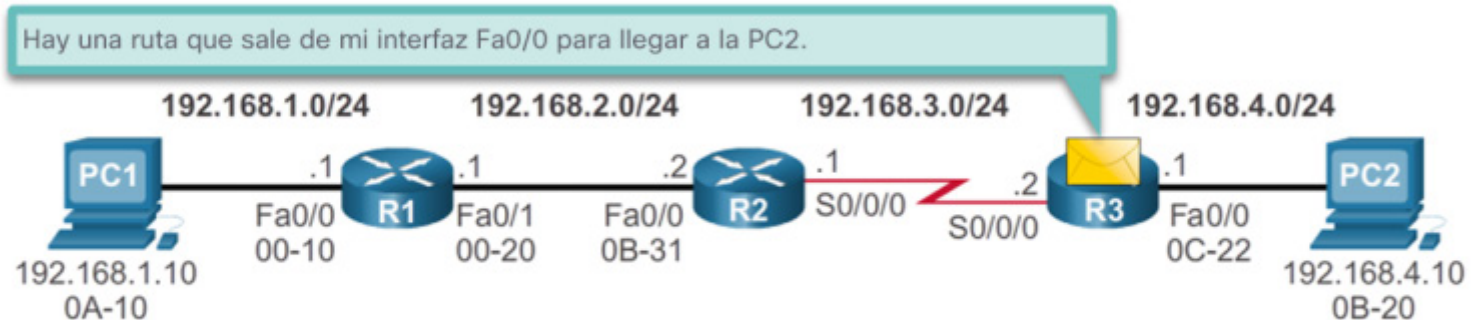 Hay una ruta que sale de mi interfaz Fa0/0 para llegar a la PC2.
192.168.1.0/24 192.168.2.0/24 192.168.3.0/24 192.168.4.0/24
PC1 .1 R1 .1 .2 R2 .1 .2 R3 .1 PC2
Fa0/0 Fa0/1 Fa0/0 S0/0/0 S0/0/0 Fa0/0
00-10 00-20 0B-31 0C-22
192.168.1.10 192.168.4.10
0A-10 0B-20